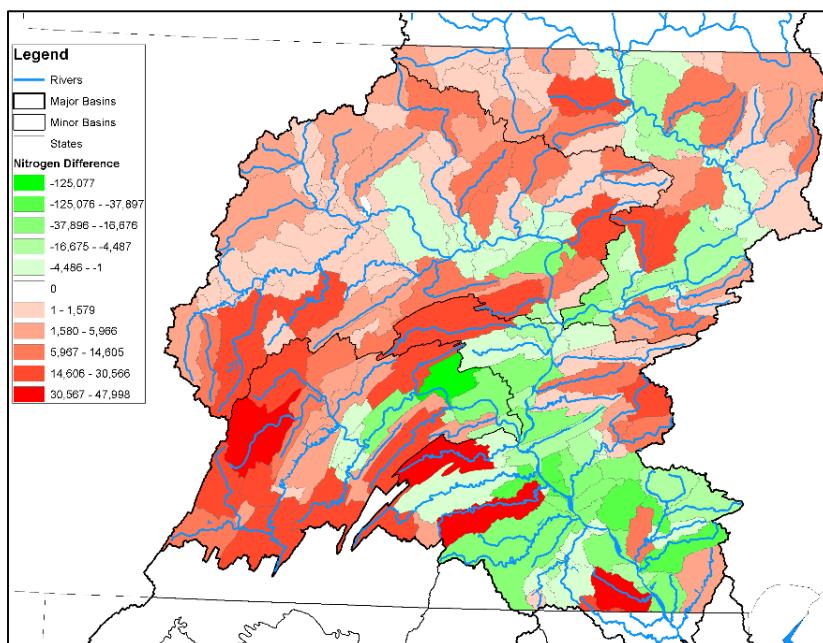 Legend
Rivers
Major Basins
Minor Basins
States
Nitrogen Difference
-125,077
-125,076 - -37,897
-37,896 - -16,676
-16,675 - -4,487
-4,486 - -1
0
1 - 1,579
1,580 - 5,966
5,967 - 14,605
14,606 - 30,566
30,567 - 47,998